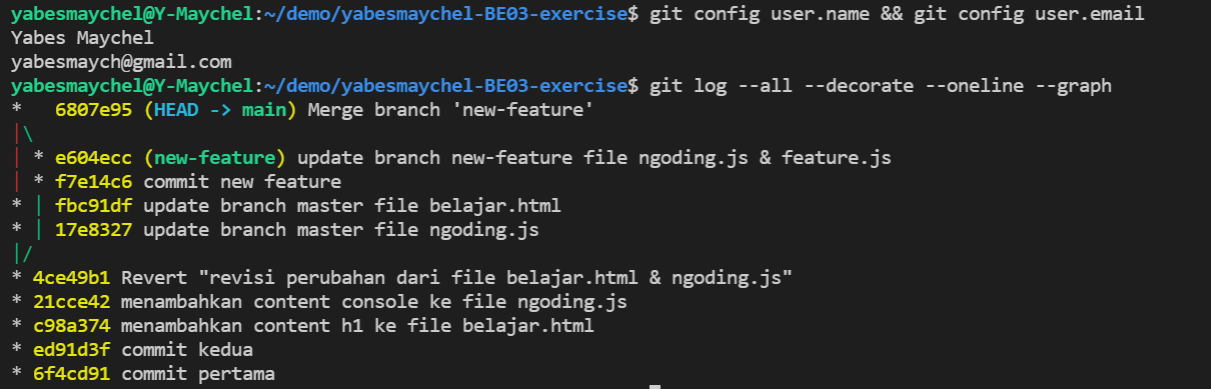 yabesmaychel@Y-Maychel:~/demo/yabesmaychel-BE03-exercise$ git config user.name && git config user.email
Yabes Maychel
yabesmaych@gmail.com
yabesmaychel@Y-Maychel:~/demo/yabesmaychel-BE03-exercise$ git log --all --decorate --oneline --graph
*   6807e95 (HEAD -> main) Merge branch 'new-feature'
|\
| * e604ecc (new-feature) update branch new-feature file ngoding.js & feature.js
| * f7e14c6 commit new feature
* | fbc91df update branch master file belajar.html
* | 17e8327 update branch master file ngoding.js
|/
* 4ce49b1 Revert "revisi perubahan dari file belajar.html & ngoding.js"
* 21cce42 menambahkan content console ke file ngoding.js
* c98a374 menambahkan content h1 ke file belajar.html
* ed91d3f commit kedua
* 6f4cd91 commit pertama